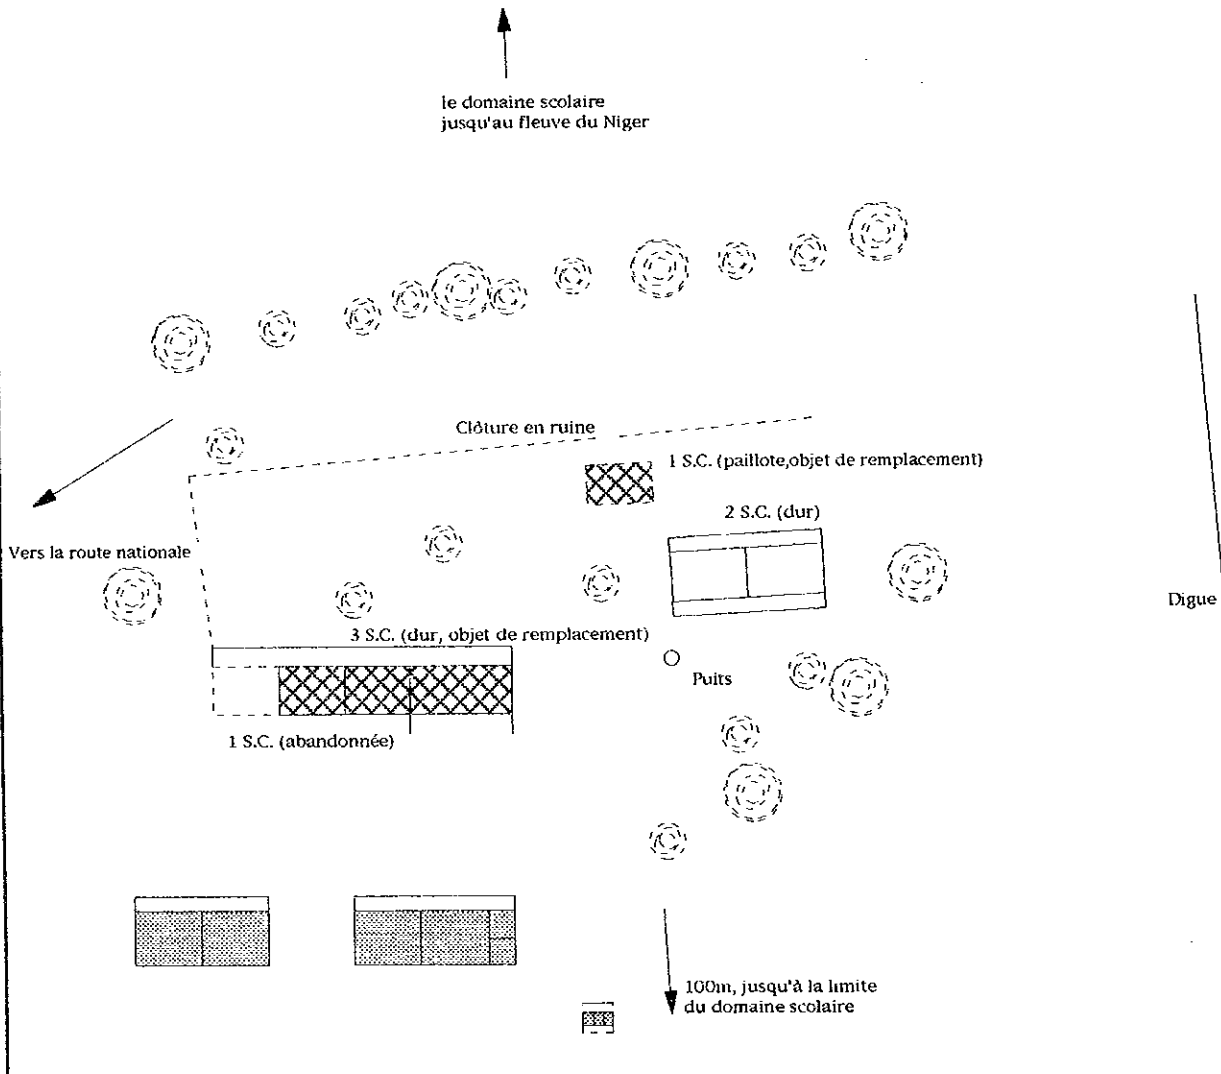 le domaine scolaire
jusqu'au fleuve du Niger
Clôture en ruine
1 S.C. (paillote,objet de remplacement)
2 S.C. (dur)
Vers la route nationale
Digue
3 S.C. (dur, objet de remplacement)
Puits
1 S.C. (abandonnée)
100m, jusqu'à la limite
du domaine scolaire